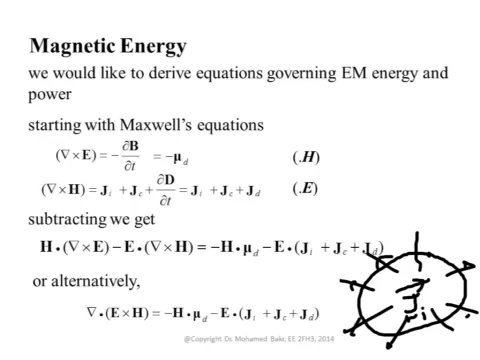 Magnetic Energy
we would like to derive equations governing EM energy and
power
starting with Maxwell's equations
(∇×E) = −∂B/∂t = −μ_d (.H)
(∇×H) = J_i + J_c + ∂D/∂t = J_i + J_c + J_d (.E)
subtracting we get
H•(∇×E)−E•(∇×H) = −H•μ_d−E•(J_i + J_c + J_d)
or alternatively,
∇•(E×H) = −H•μ_d−E•(J_i + J_c + J_d)
J_i
@Copyright Dr. Mohamed Bakr, EE 2FH3, 2014